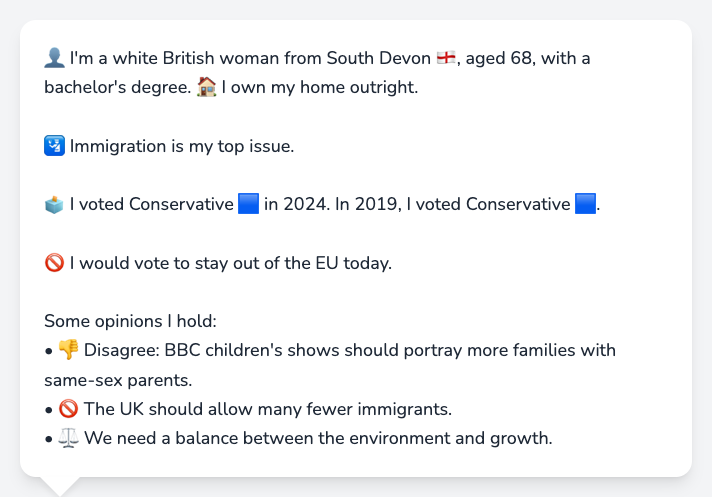 👤 I'm a white British woman from South Devon 🏴󠁧󠁢󠁥󠁮󠁧󠁿, aged 68, with a
bachelor's degree. 🏠 I own my home outright.
🛂 Immigration is my top issue.
🗳️ I voted Conservative 🟦 in 2024. In 2019, I voted Conservative 🟦.
🚫 I would vote to stay out of the EU today.
Some opinions I hold:
• 👎 Disagree: BBC children's shows should portray more families with
same-sex parents.
• 🚫 The UK should allow many fewer immigrants.
• ⚖️ We need a balance between the environment and growth.